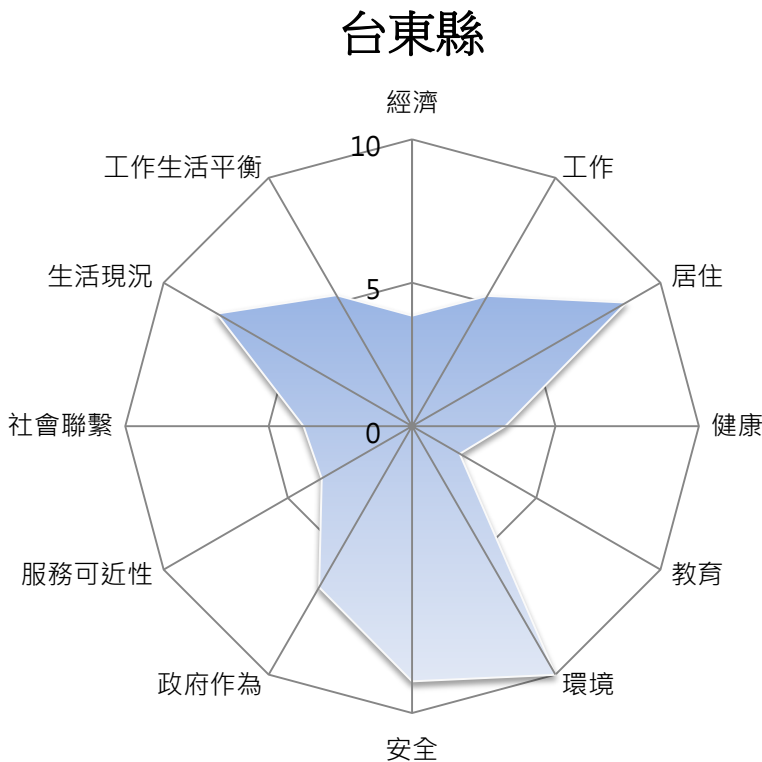 台東縣
經濟
10
工作生活平衡
工作
生活現況
居住
5
社會聯繫
0
健康
服務可近性
教育
政府作為
環境
安全